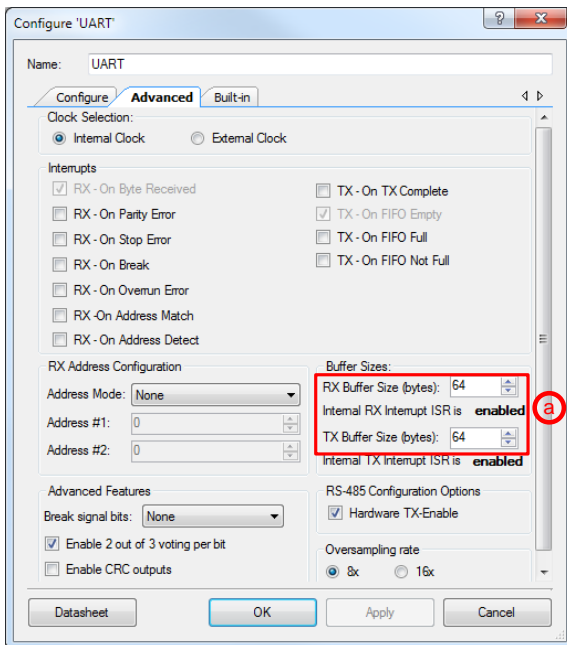 Configure 'UART'
Name: UART
Configure Advanced Built-in
Clock Selection:
Internal Clock External Clock
Interrupts
RX - On Byte Received
RX - On Parity Error
RX - On Stop Error
RX - On Break
RX - On Overrun Error
RX -On Address Match
RX - On Address Detect
TX - On TX Complete
TX - On FIFO Empty
TX - On FIFO Full
TX - On FIFO Not Full
RX Address Configuration
Address Mode: None
Address #1: 0
Address #2: 0
Buffer Sizes:
RX Buffer Size (bytes): 64
Internal RX Interrupt ISR is enabled
TX Buffer Size (bytes): 64
Internal TX Interrupt ISR is enabled
a
Advanced Features
Break signal bits: None
Enable 2 out of 3 voting per bit
Enable CRC outputs
RS-485 Configuration Options
Hardware TX-Enable
Oversampling rate
8x 16x
Datasheet OK Apply Cancel